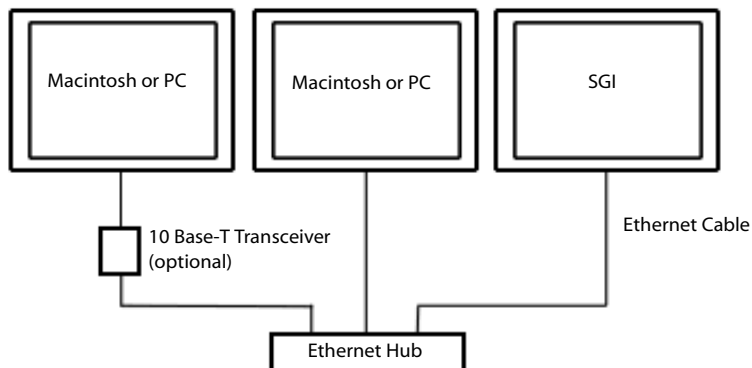 Macintosh or PC
Macintosh or PC
SGI
10 Base-T Transceiver
(optional)
Ethernet Cable
Ethernet Hub